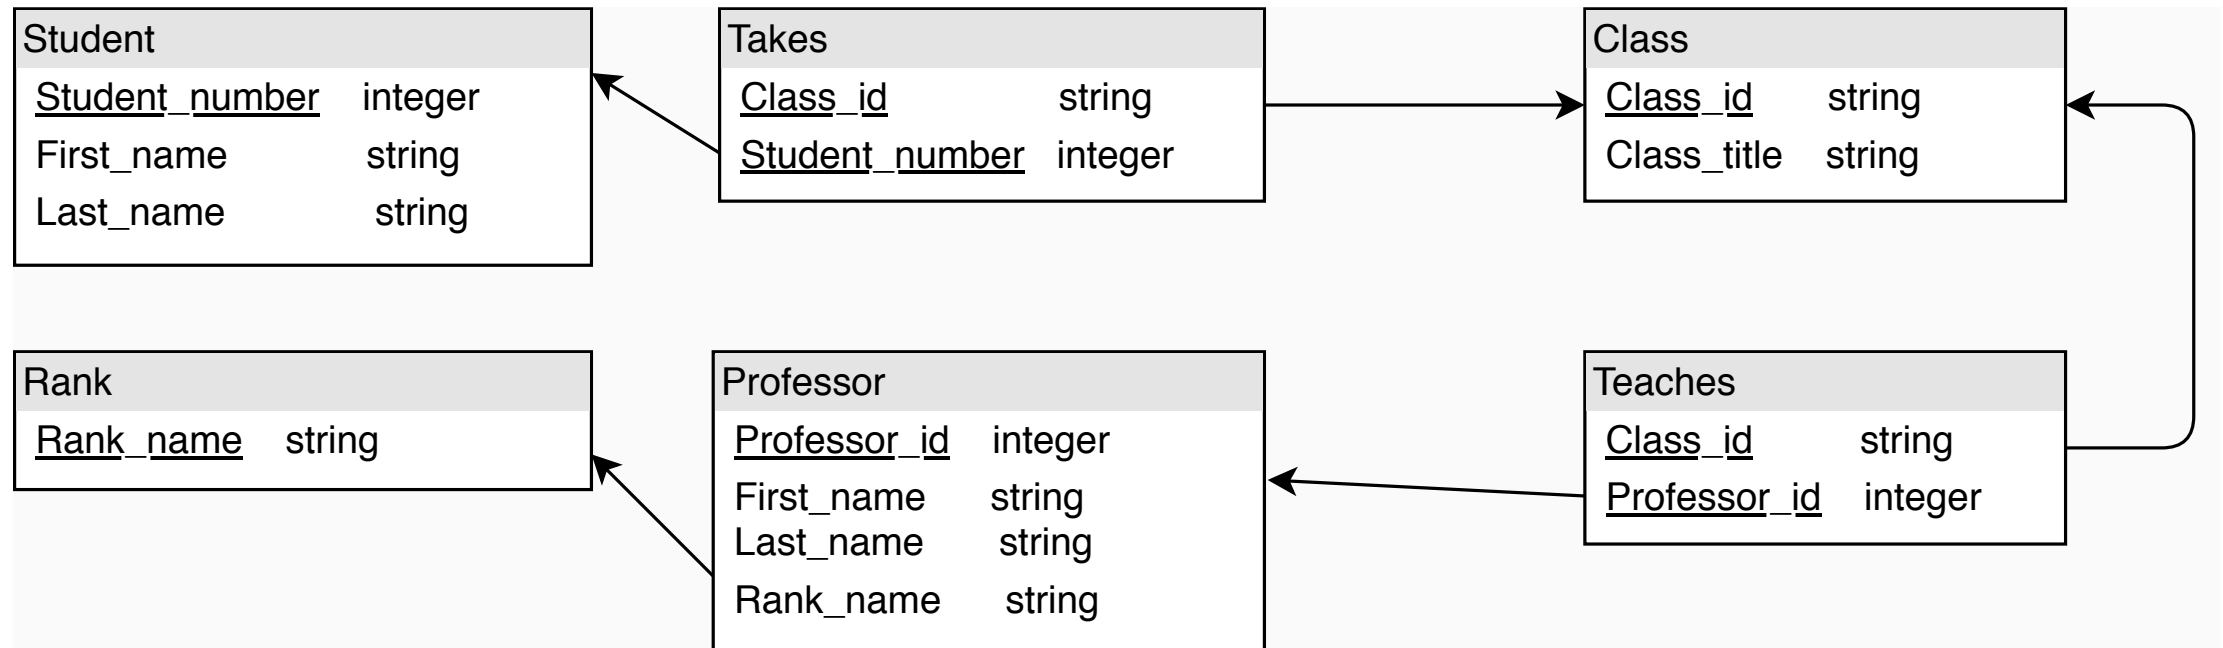 Student
Student_number integer
First_name string
Last_name string
Takes
Class_id string
Student_number integer
Class
Class_id string
Class_title string
Rank
Rank_name string
Professor
Professor_id integer
First_name string
Last_name string
Rank_name string
Teaches
Class_id string
Professor_id integer